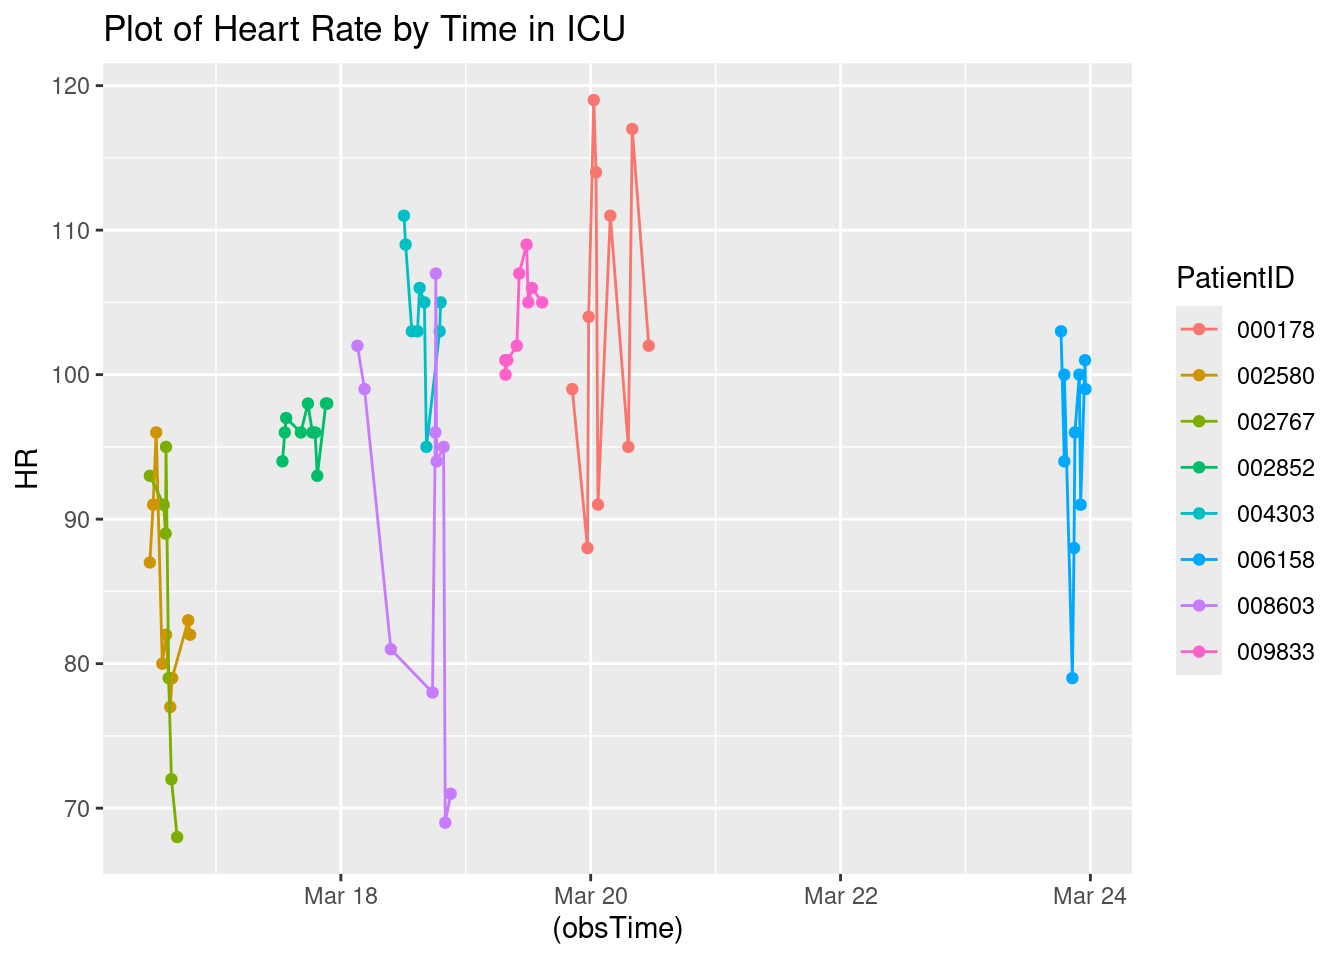 Plot of Heart Rate by Time in ICU
120
110
100
90
80
70
HR
Mar 18
Mar 20
Mar 22
Mar 24
(obsTime)
PatientID
000178
002580
002767
002852
004303
006158
008603
009833